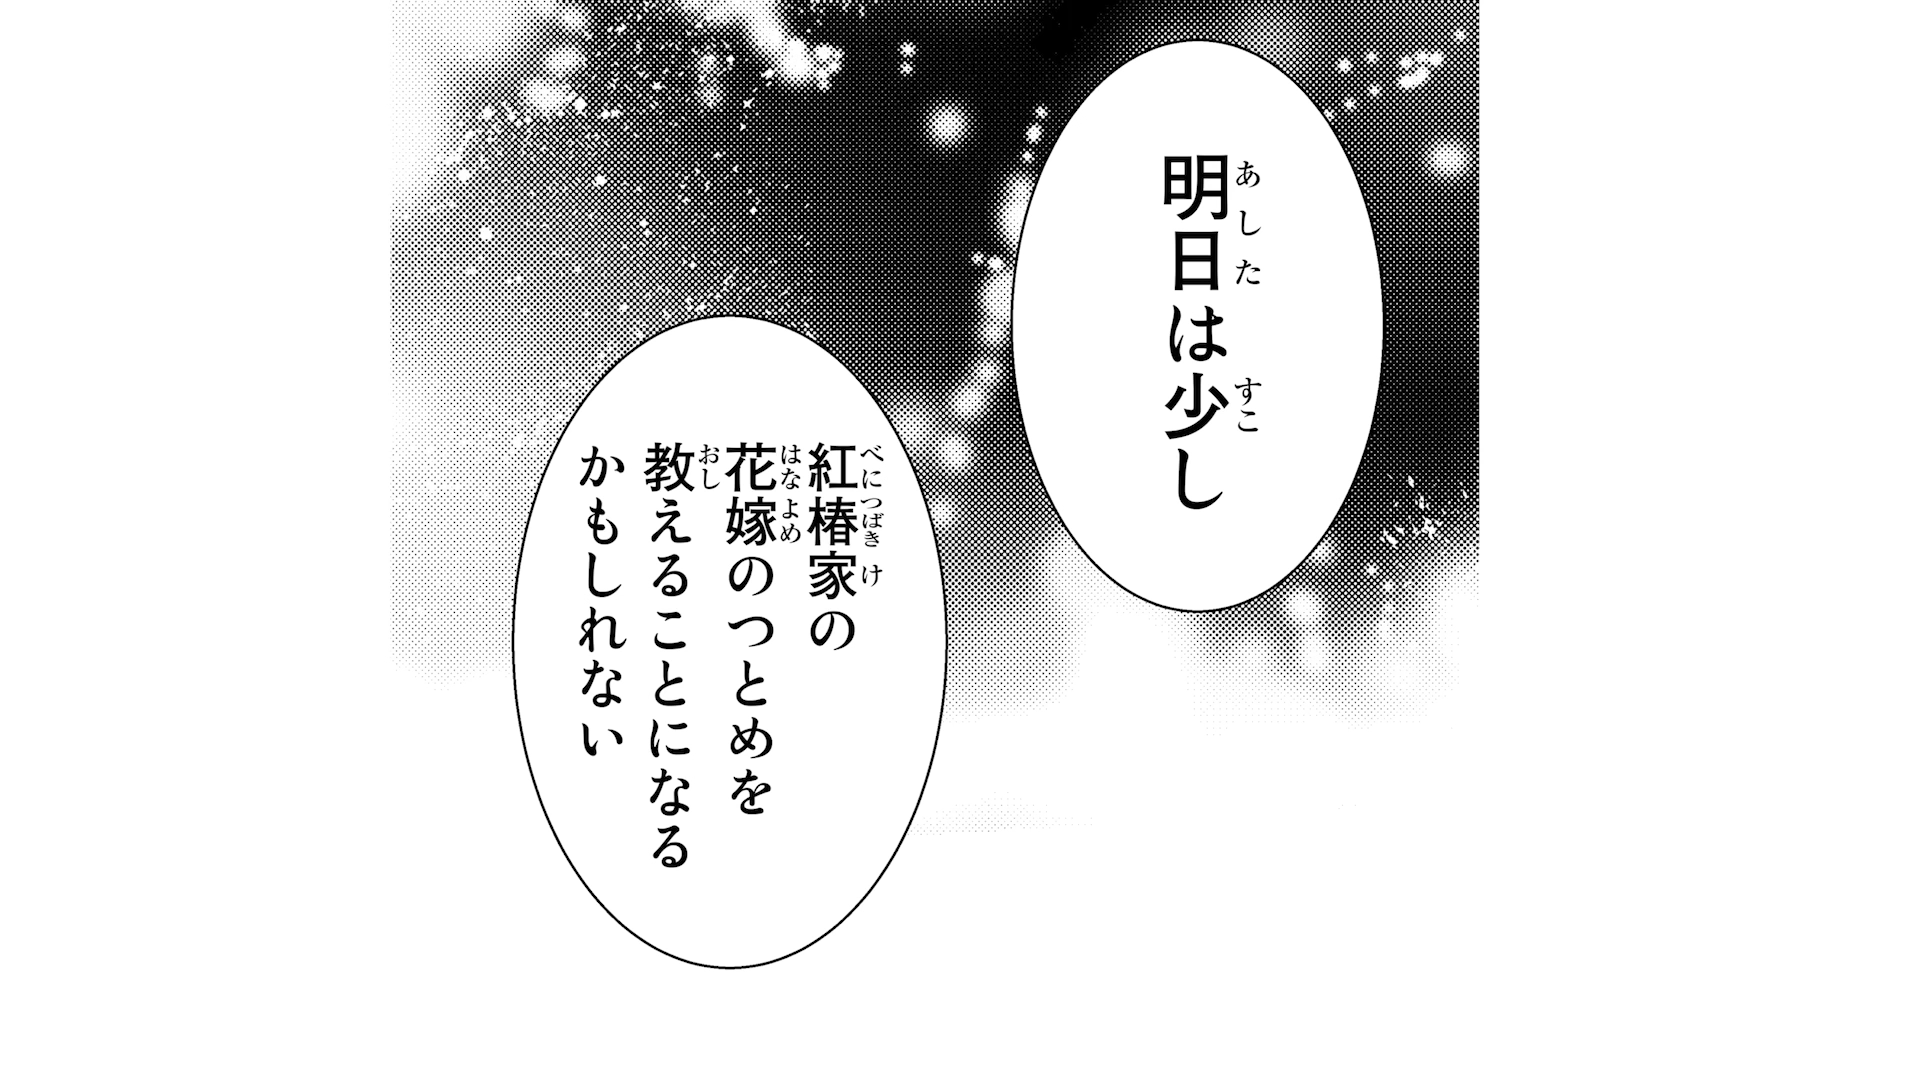 明日は少し
紅椿家の
花嫁のつとめを
教えることになる
かもしれない